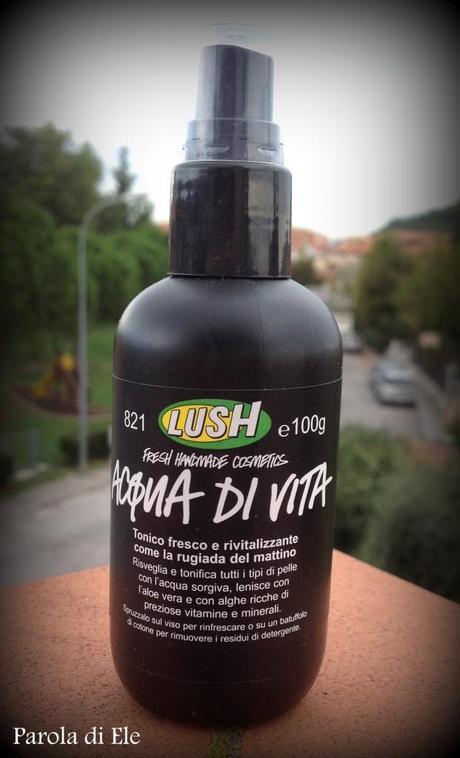 821 LUSH e100g
FRESH HANDMADE COSMETICS
ACQUA DI VITA
Tonico fresco e rivitalizzante
come la rugiada del mattino
Risveglia e tonifica tutti i tipi di pelle
con l'acqua sorgiva, lenisce con
l'aloe vera e con alghe ricche di
preziose vitamine e minerali.
Spruzzalo sul viso per rinfrescare o su un batuffolo
di cotone per rimuovere i residui di detergente.
Parola di Ele